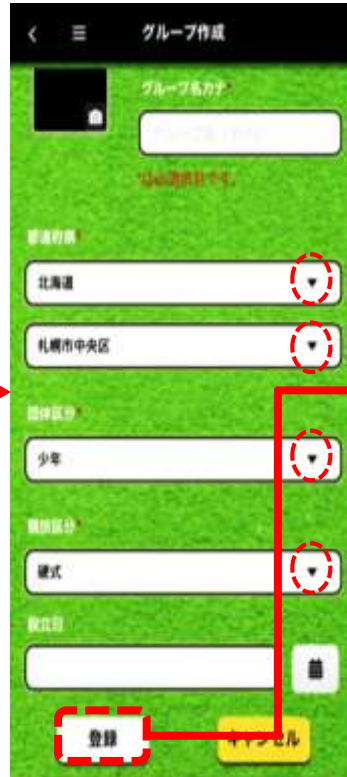 グループ作成
グループ名カナ*
都道府県*
北海道
札幌市中央区
団体区分*
少年
競技区分*
硬式
設立日
登録
キャンセル